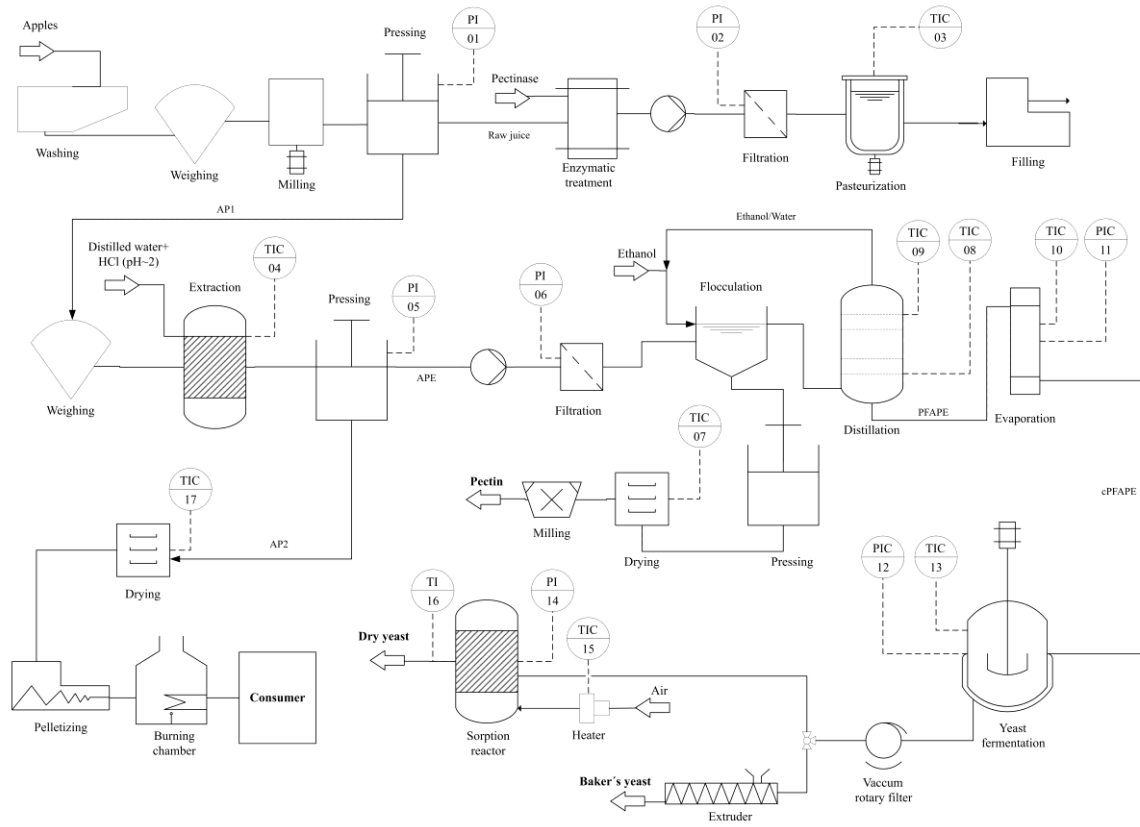 Apples
Pressing
PI
01
PI
02
TIC
03
Pectinase
Raw juice
Washing
Weighing
Milling
Enzymatic
treatment
Filtration
Pasteurization
Filling
AP1
Distilled water+
HCl (pH~2)
Extraction
TIC
04
Pressing
PI
05
PI
06
Ethanol/Water
Ethanol
Flocculation
TIC
09
TIC
08
TIC
10
PIC
11
Weighing
APE
Filtration
PFAPE
Distillation
Evaporation
TIC
07
TIC
17
Pectin
Milling
Drying
Pressing
cPFAPE
AP2
Drying
PIC
12
TIC
13
TI
16
PI
14
TIC
15
Dry yeast
Air
Consumer
Pelletizing
Burning
chamber
Sorption
reactor
Heater
Yeast
fermentation
Vaccum
rotary filter
Baker´s yeast
Extruder